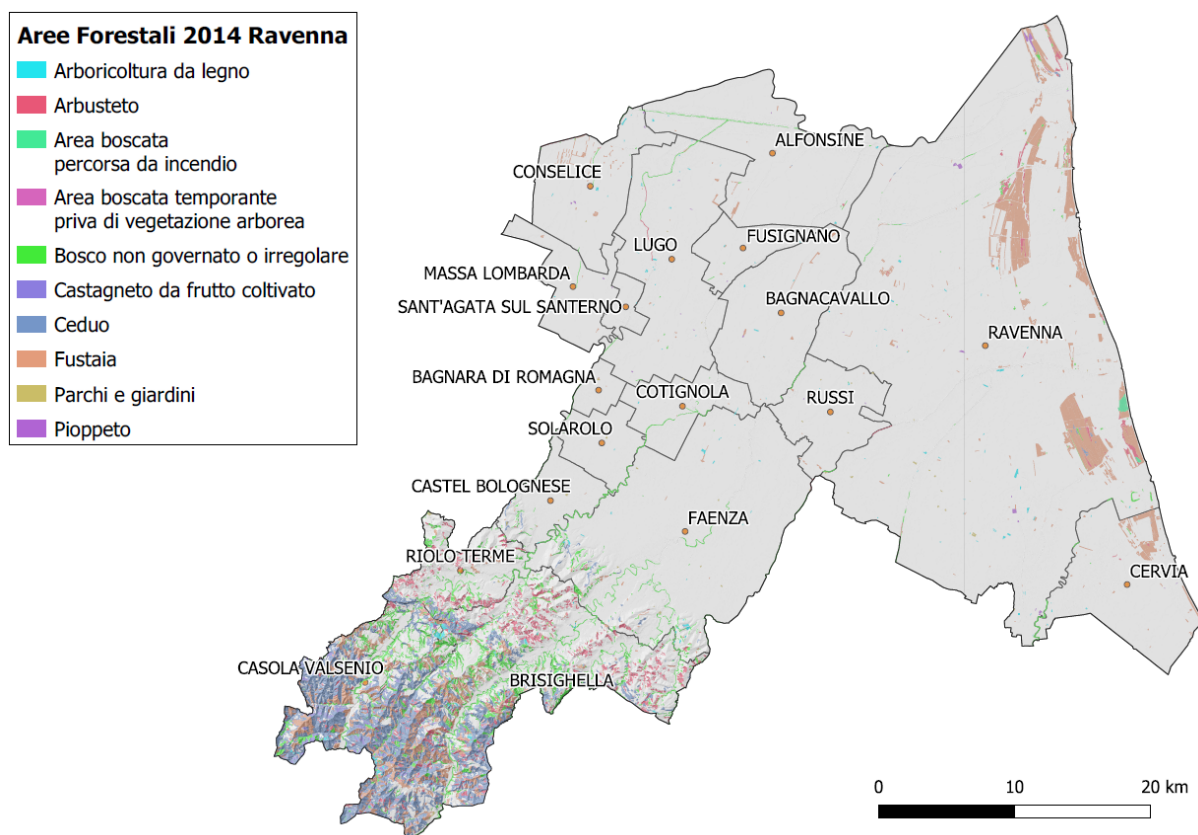 Aree Forestali 2014 Ravenna
Arboricoltura da legno
Arbusteto
Area boscata
percorsa da incendio
Area boscata temporante
priva di vegetazione arborea
Bosco non governato o irregolare
Castagneto da frutto coltivato
Ceduo
Fustaia
Parchi e giardini
Pioppeto
ALFONSINE
CONSELICE
LUGO
FUSIGNANO
MASSA LOMBARDA
SANT'AGATA SUL SANTERNO
BAGNACAVALLO
RAVENNA
BAGNARA DI ROMAGNA
COTIGNOLA
RUSSI
SOLAROLO
CASTEL BOLOGNESE
FAENZA
RIOLO TERME
CERVIA
CASOLA VALSENIO
BRISIGHELLA
0 10 20 km